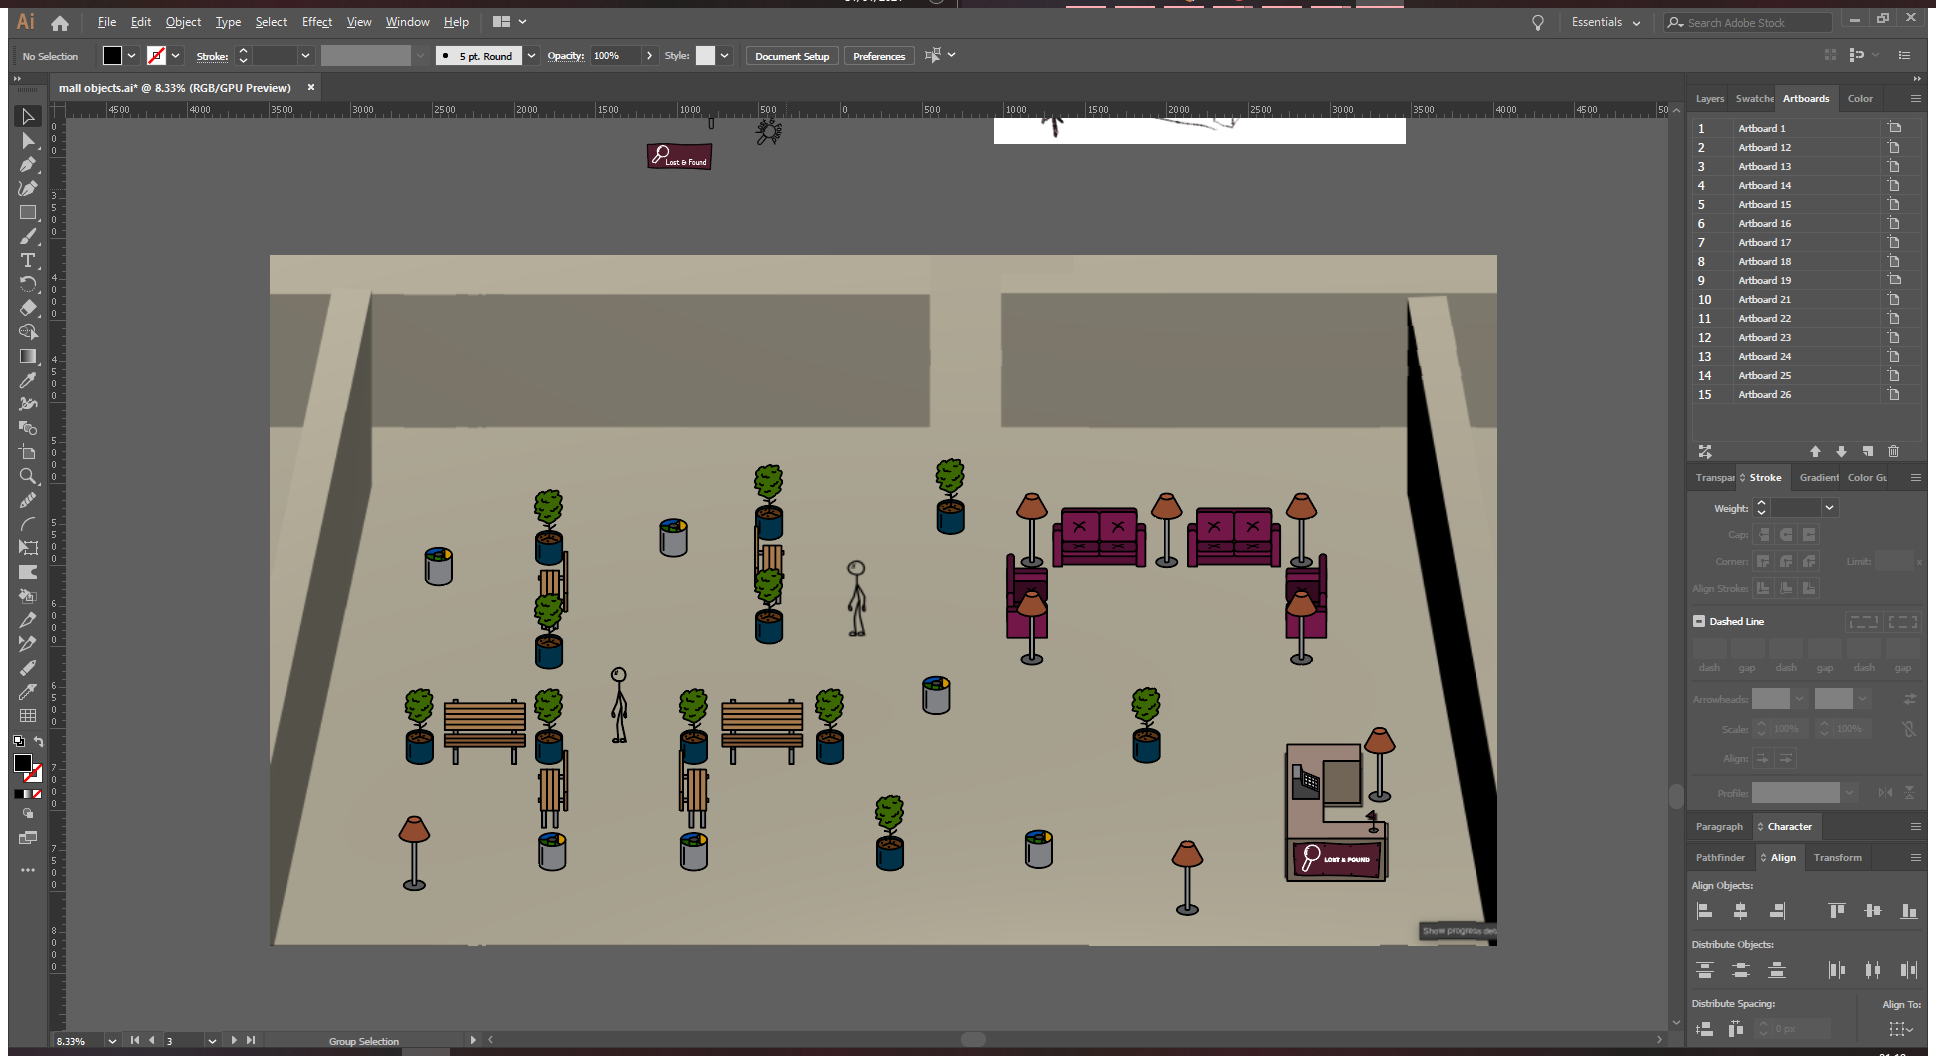 Ai File Edit Object Type Select Effect View Window Help Essentials Search Adobe Stock
No Selection Stroke: 5 pt. Round Opacity: 100% Style: Document Setup Preferences
mall objects.ai* @ 8.33% (RGB/GPU Preview)
4500 4000 3500 3000 2500 2000 1500 1000 500 0 500 1000 1500 2000 2500 3000 3500 4000 4500
Lost & Found
LOST & FOUND
Show progress det
Layers Swatche Artboards Color
1 Artboard 1
2 Artboard 12
3 Artboard 13
4 Artboard 14
5 Artboard 15
6 Artboard 16
7 Artboard 17
8 Artboard 18
9 Artboard 19
10 Artboard 21
11 Artboard 22
12 Artboard 23
13 Artboard 24
14 Artboard 25
15 Artboard 26
Transpar Stroke Gradient Color Gu
Weight:
Cap:
Corner: Limit: x
Align Stroke:
Dashed Line
dash gap dash gap dash gap
Arrowheads:
Scale: 100% 100%
Align:
Profile:
Paragraph Character
Pathfinder Align Transform
Align Objects:
Distribute Objects:
Distribute Spacing: Align To:
0 px
8.33% 3 Group Selection